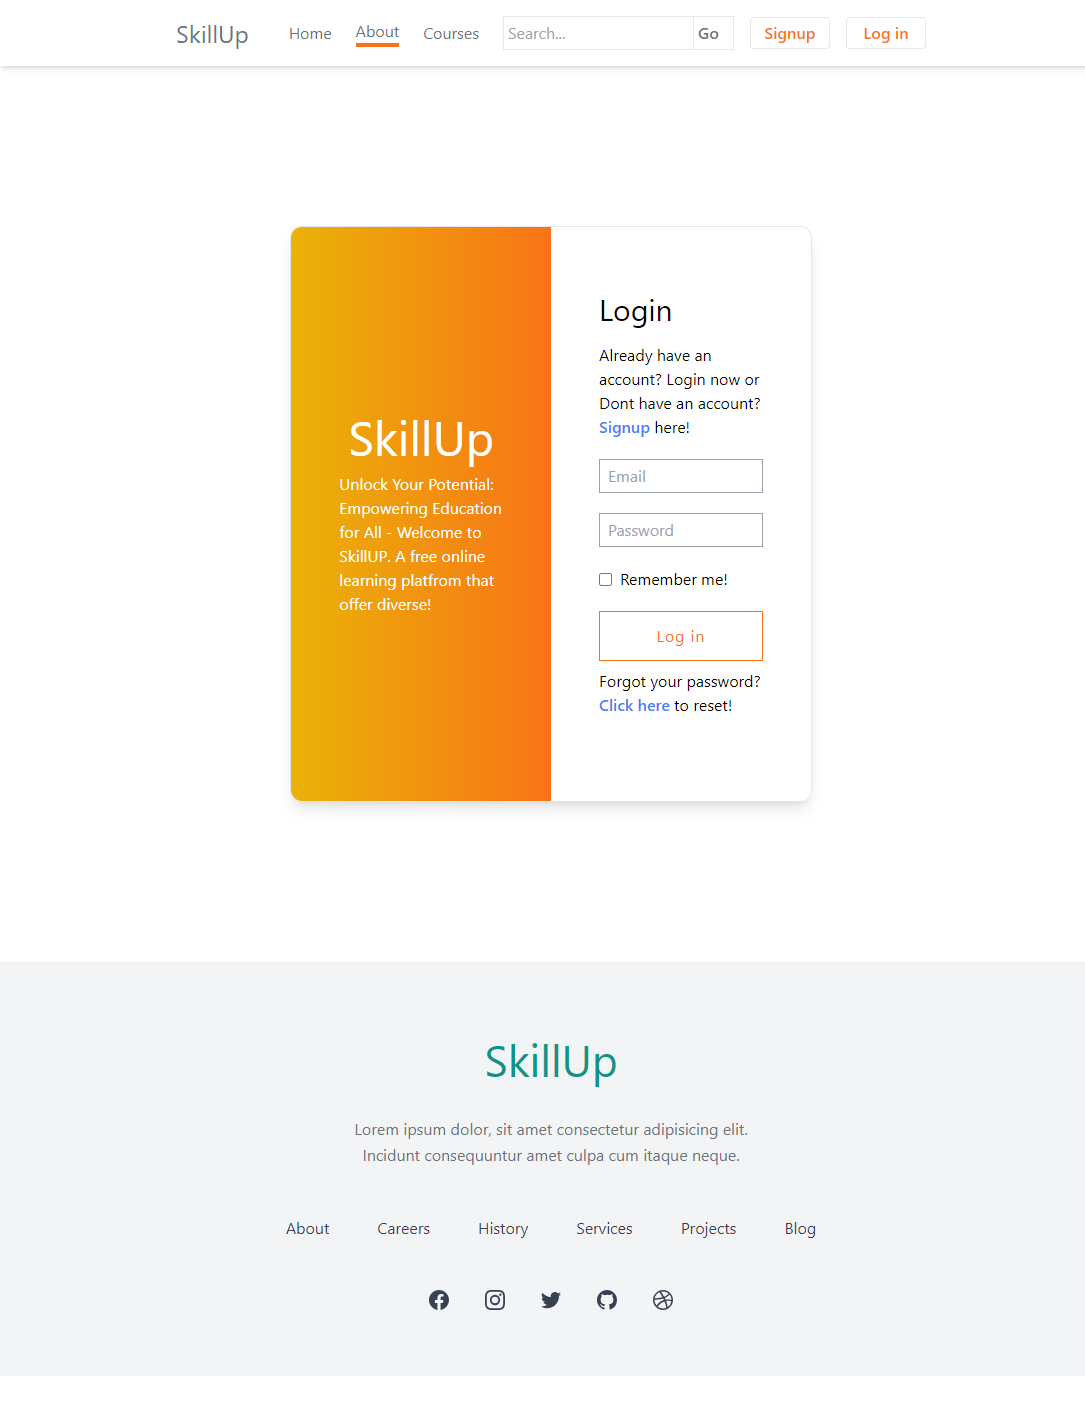 SkillUp Home About Courses Search... Go Signup Log in
SkillUp
Unlock Your Potential:
Empowering Education
for All - Welcome to
SkillUP. A free online
learning platfrom that
offer diverse!
Login
Already have an
account? Login now or
Dont have an account?
Signup here!
Email
Password
Remember me!
Log in
Forgot your password?
Click here to reset!
SkillUp
Lorem ipsum dolor, sit amet consectetur adipisicing elit.
Incidunt consequuntur amet culpa cum itaque neque.
About Careers History Services Projects Blog